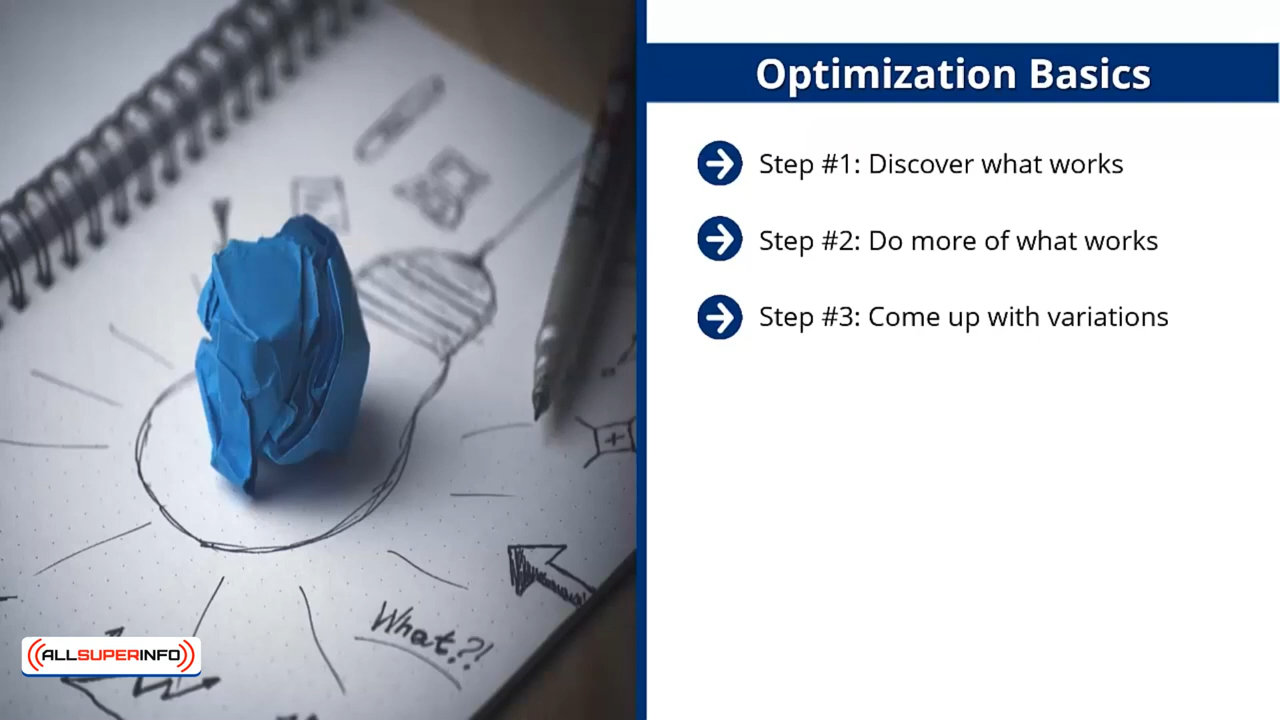 Optimization Basics
Step #1: Discover what works
Step #2: Do more of what works
Step #3: Come up with variations
What?!
ALLSUPERINFO